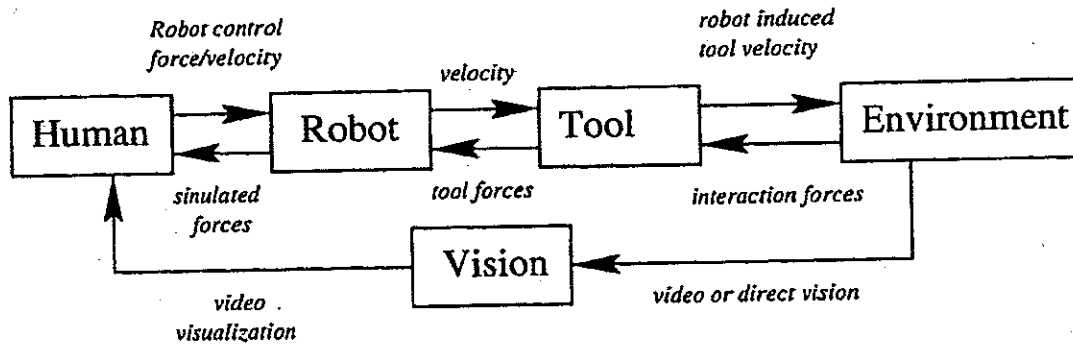 Robot control
force/velocity
robot induced
tool velocity
velocity
Human
Robot
Tool
Environment
sinulated
forces
tool forces
interaction forces
Vision
video
visualization
video or direct vision